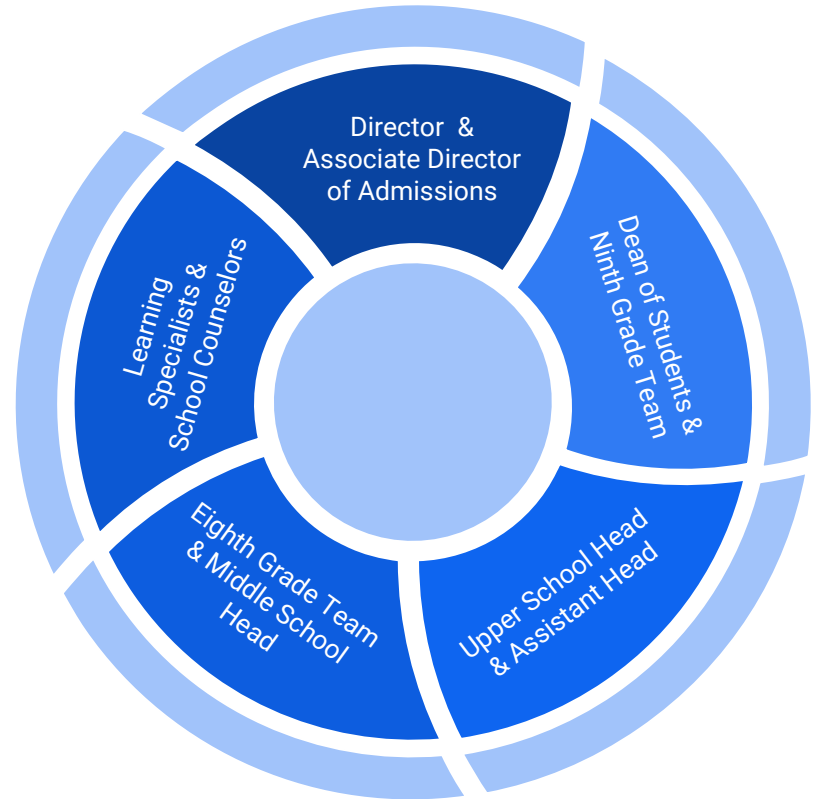 Director &
Associate Director
of Admissions
Dean of Students &
Ninth Grade Team
Upper School Head
& Assistant Head
Eighth Grade Team
& Middle School
Head
Learning
Specialists &
School Counselors